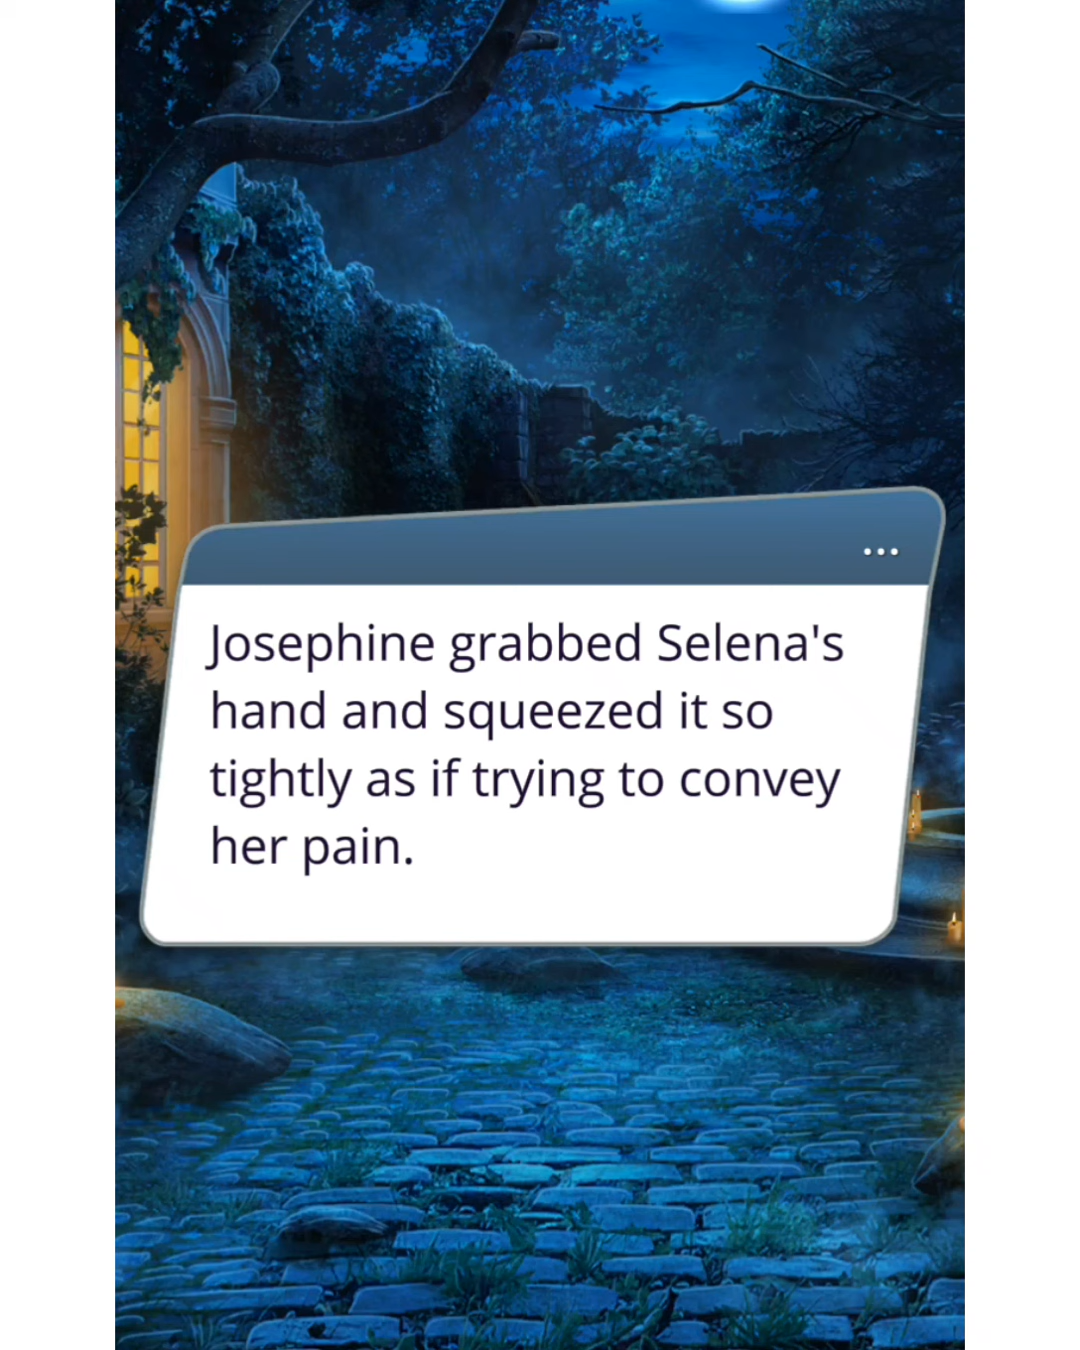 Josephine grabbed Selena's
hand and squeezed it so
tightly as if trying to convey
her pain.